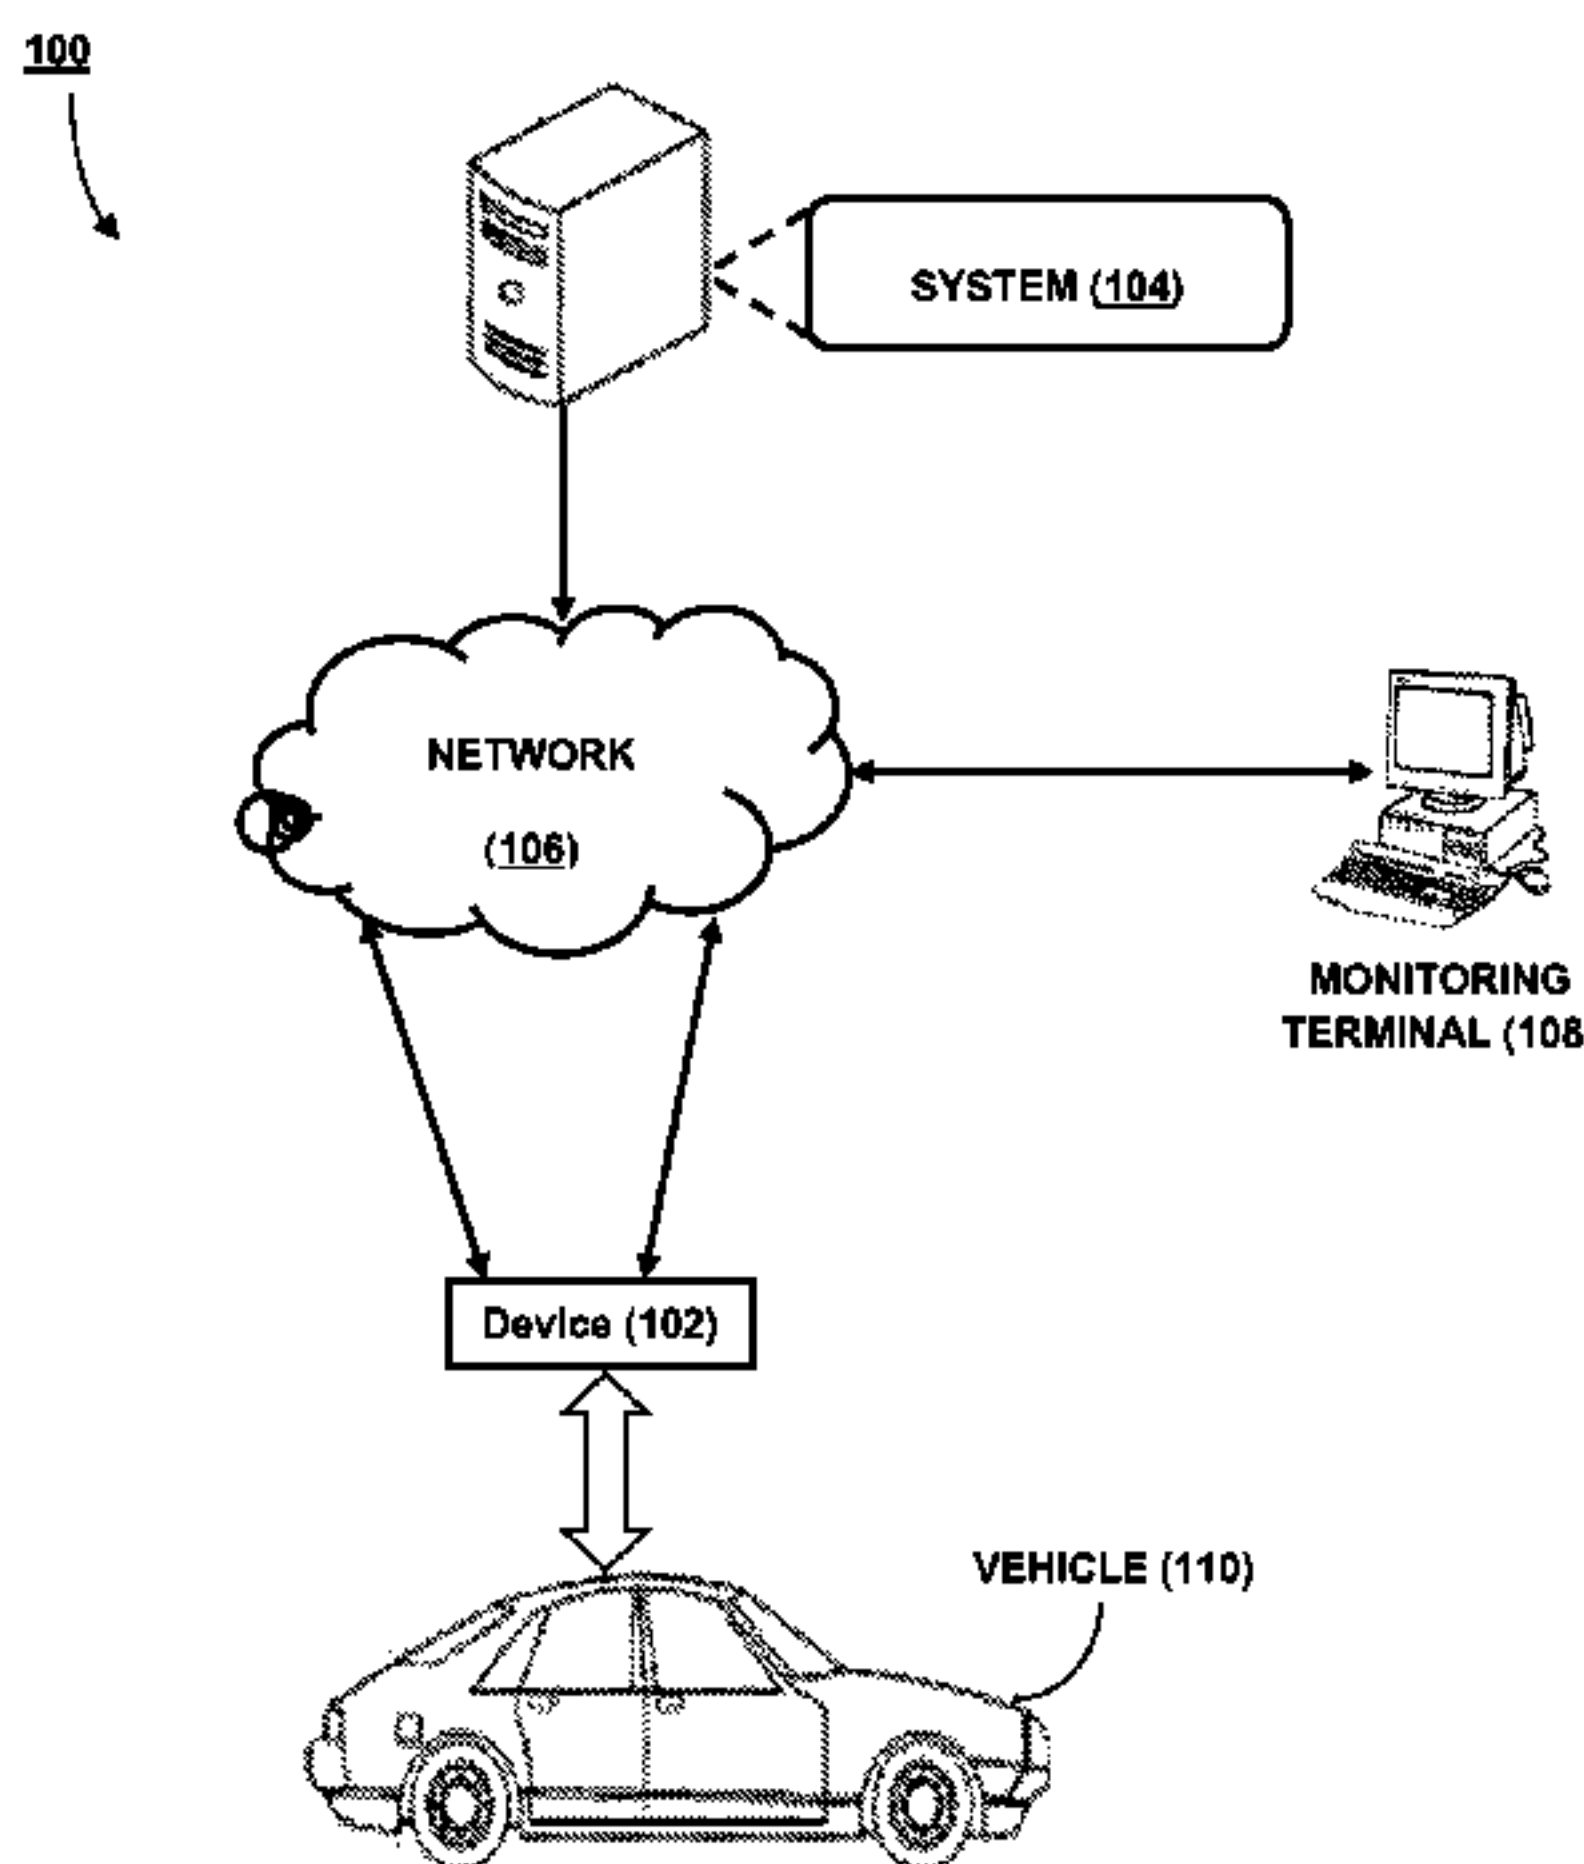 100
SYSTEM (104)
NETWORK
(106)
MONITORING
TERMINAL (108
Device (102)
VEHICLE (110)